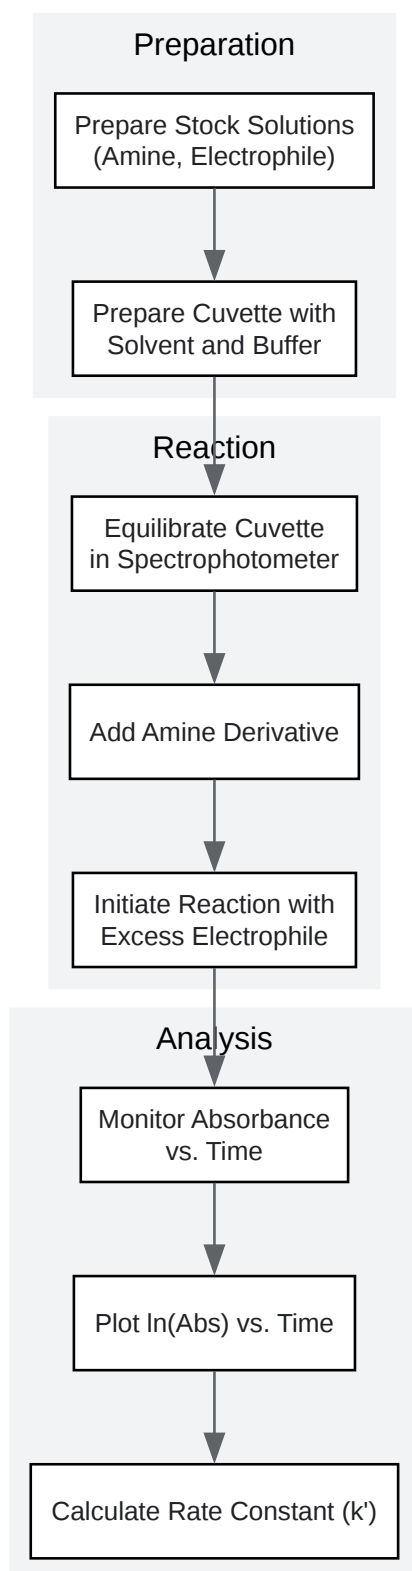 Preparation
Prepare Stock Solutions
(Amine, Electrophile)
Prepare Cuvette with
Solvent and Buffer
Reaction
Equilibrate Cuvette
in Spectrophotometer
Add Amine Derivative
Initiate Reaction with
Excess Electrophile
Analysis
Monitor Absorbance
vs. Time
Plot ln(Abs) vs. Time
Calculate Rate Constant (k')